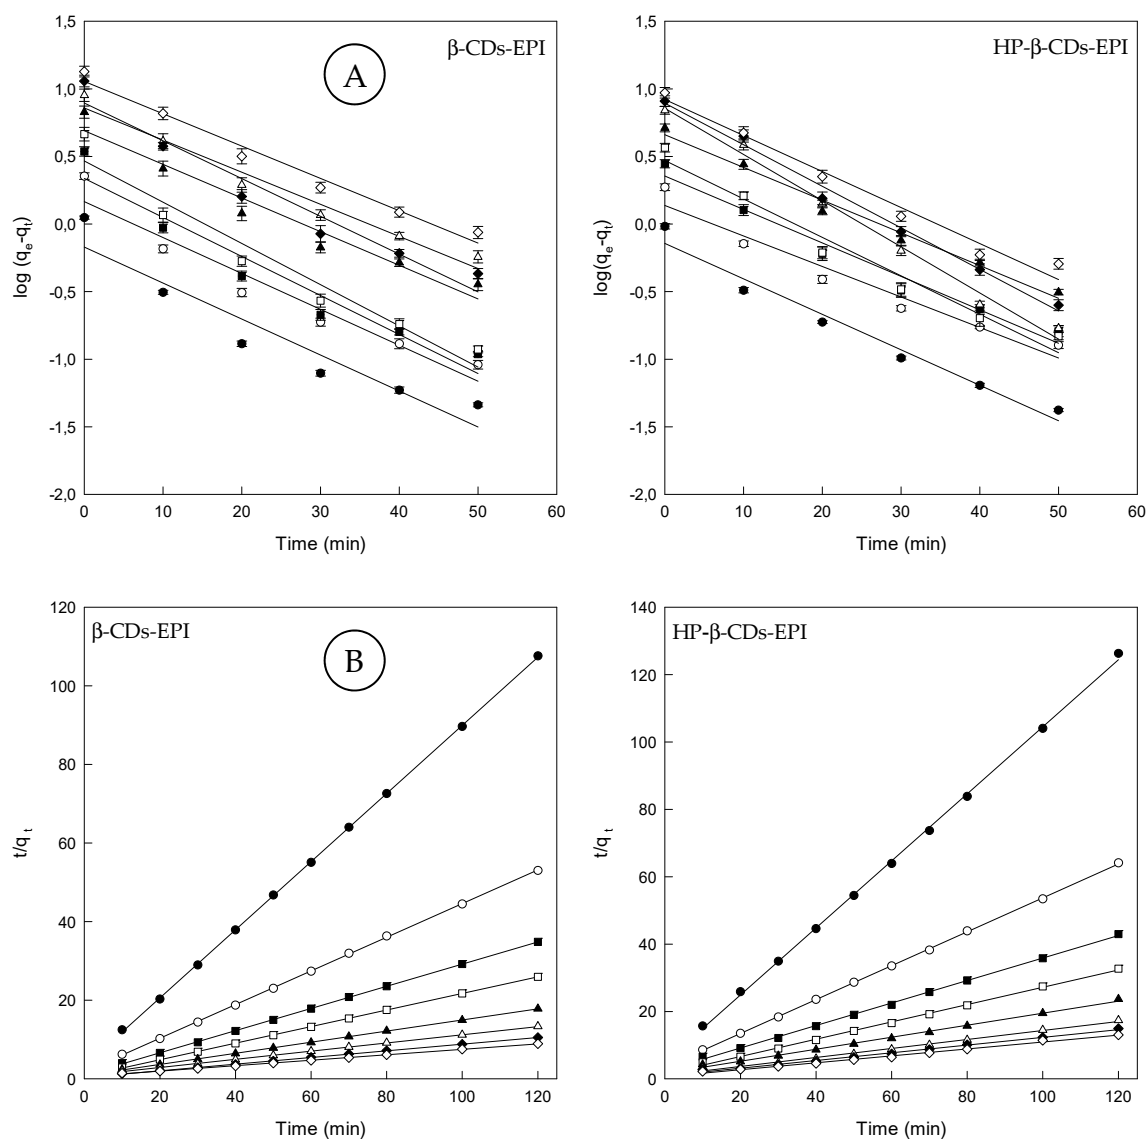 β-CDs-EPI
A
1,5
1,0
0,5
0,0
-0,5
-1,0
-1,5
-2,0
log (qe-qt)
0 10 20 30 40 50 60
Time (min)
HP-β-CDs-EPI
1,5
1,0
0,5
0,0
-0,5
-1,0
-1,5
-2,0
log(qe-qt)
0 10 20 30 40 50 60
Time (min)
β-CDs-EPI
B
120
100
80
60
40
20
0
t/q t
0 20 40 60 80 100 120
Time (min)
HP-β-CDs-EPI
140
120
100
80
60
40
20
0
t/q t
0 20 40 60 80 100 120
Time (min)